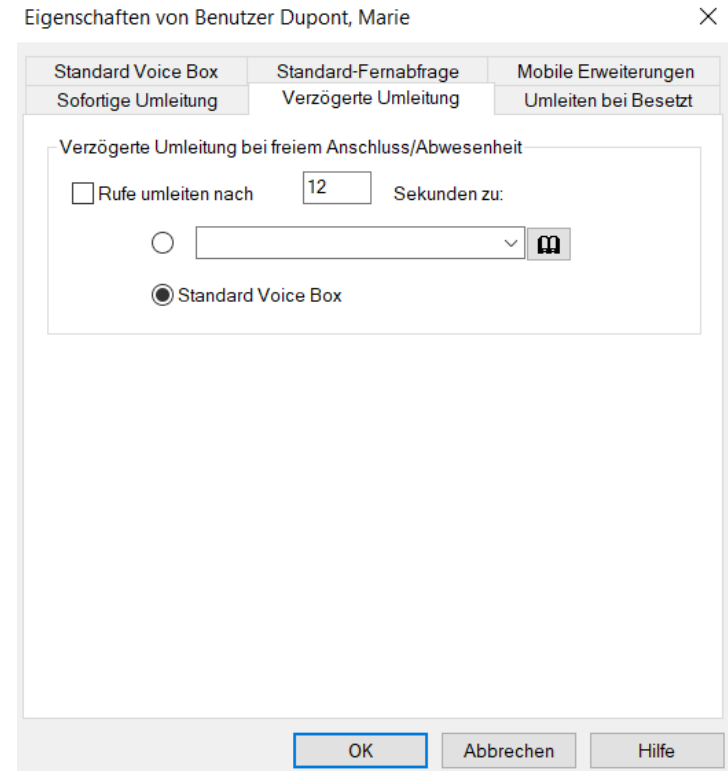 Eigenschaften von Benutzer Dupont, Marie
Standard Voice Box Standard-Fernabfrage Mobile Erweiterungen
Sofortige Umleitung Verzögerte Umleitung Umleiten bei Besetzt
Verzögerte Umleitung bei freiem Anschluss/Abwesenheit
Rufe umleiten nach 12 Sekunden zu:
Standard Voice Box
OK Abbrechen Hilfe